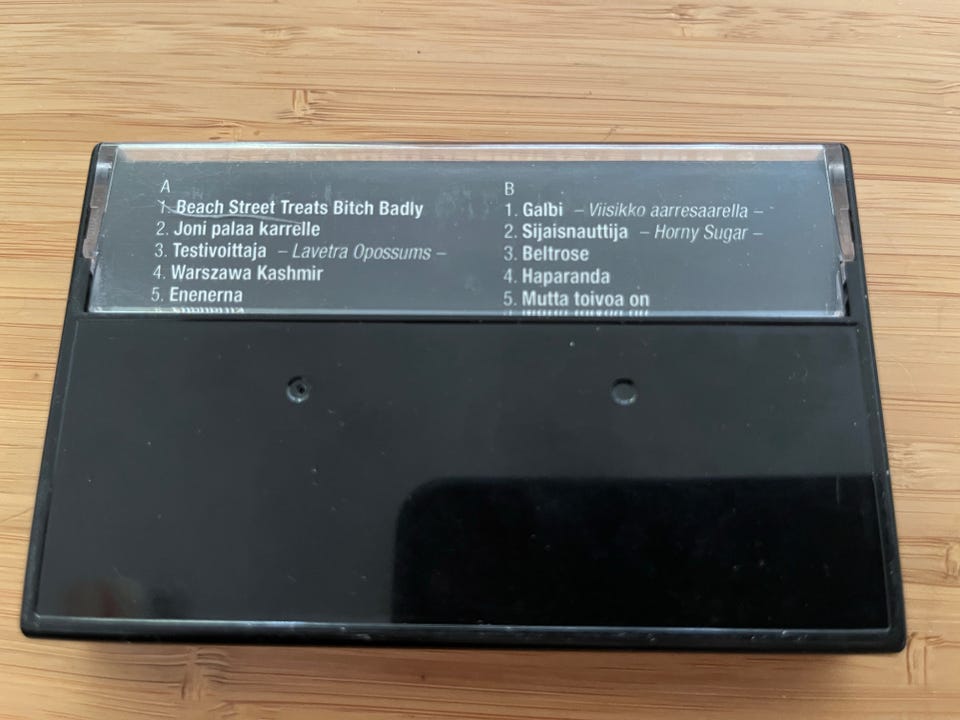 A
1. Beach Street Treats Bitch Badly
2. Joni palaa karrelle
3. Testivoittaja – Lavetra Opossums –
4. Warszawa Kashmir
5. Enenerna
B
1. Galbi – Viisikko aarresaarella –
2. Sijaisnauttija – Horny Sugar –
3. Beltrose
4. Haparanda
5. Mutta toivoa on